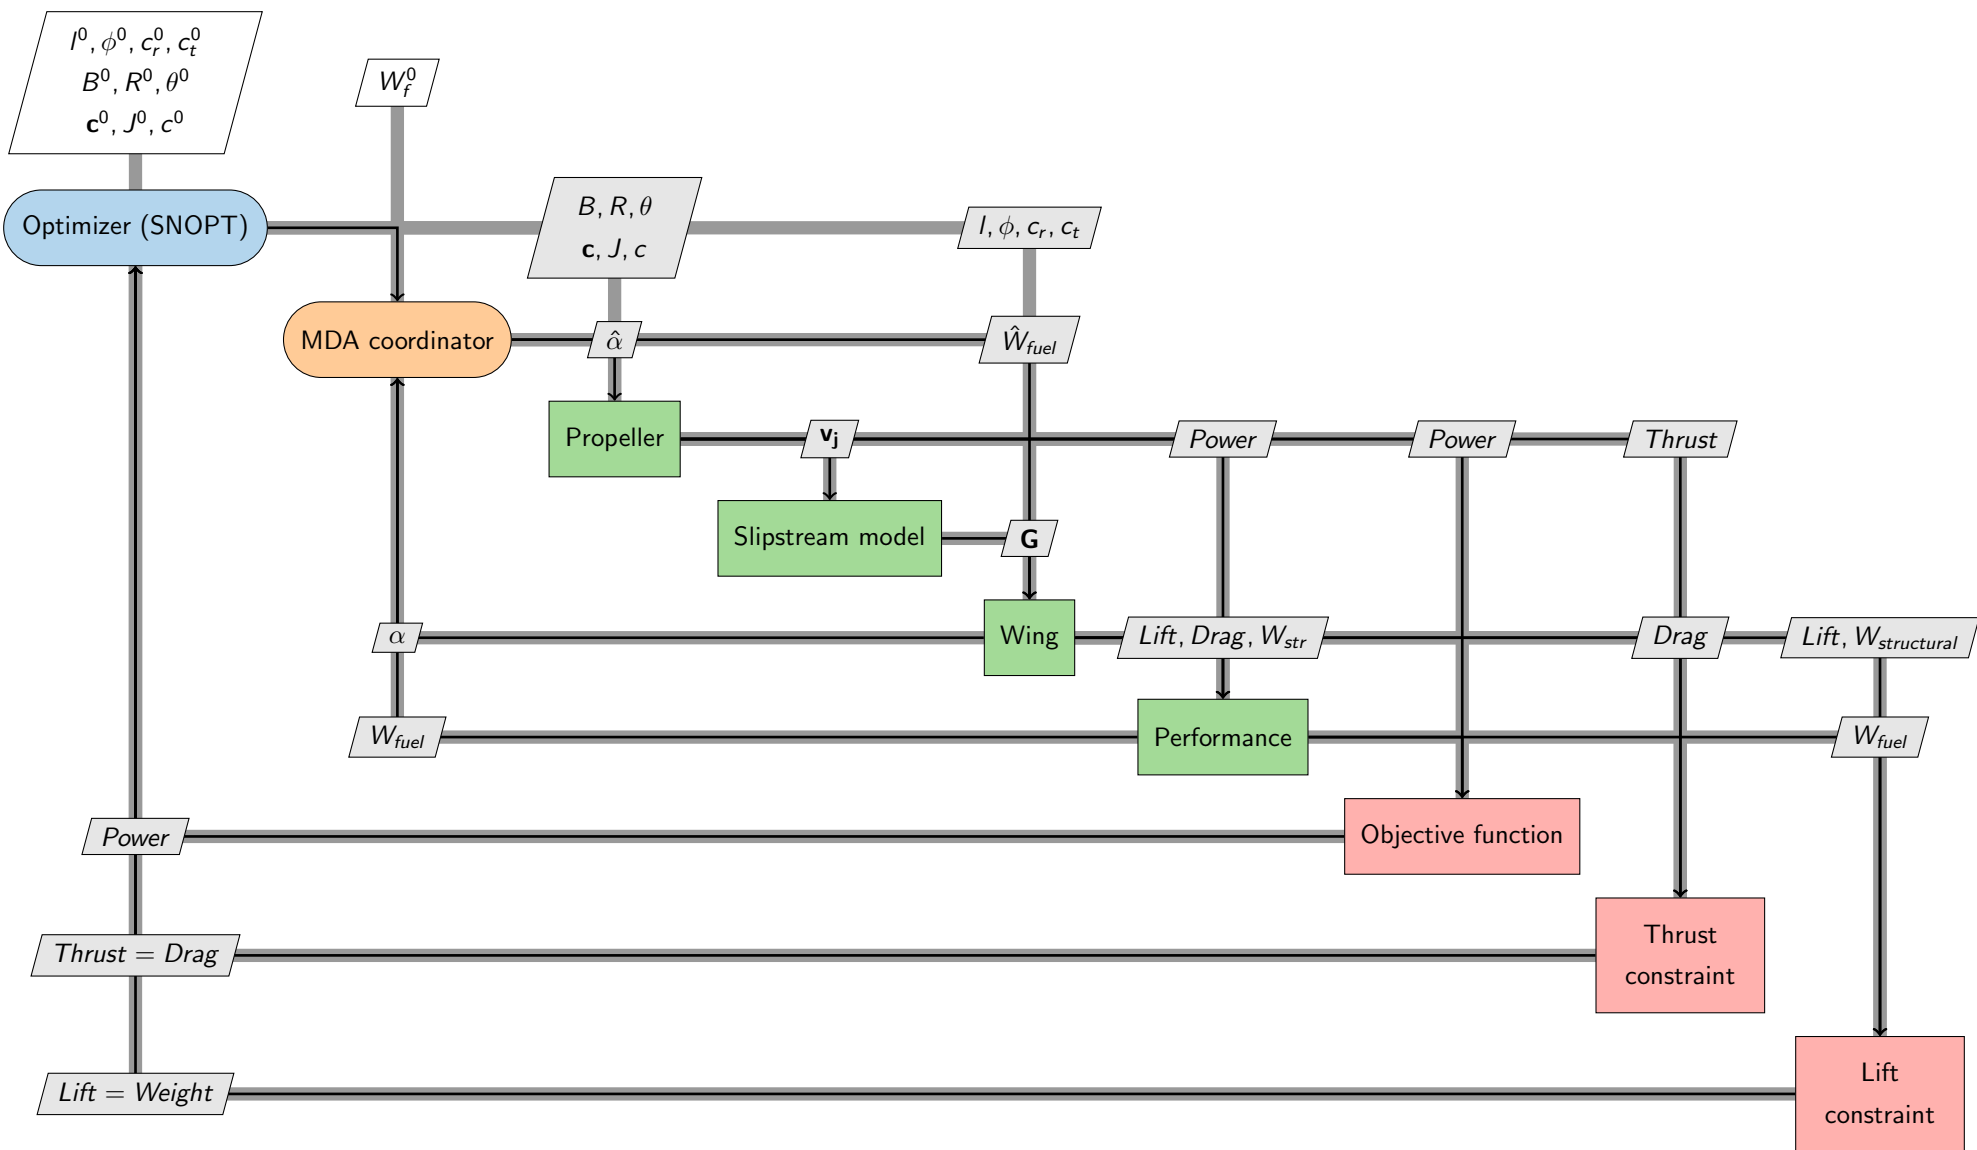 l⁰, ϕ⁰, c_r⁰, c_t⁰
B⁰, R⁰, θ⁰
𝐜⁰, J⁰, c⁰
W_f⁰
Optimizer (SNOPT)
B, R, θ
𝐜, J, c
l, ϕ, c_r, c_t
MDA coordinator
α̂
Ŵ_fuel
Propeller
𝐯_𝐣
Power
Power
Thrust
Slipstream model
𝐆
α
Wing
Lift, Drag, W_str
Drag
Lift, W_structural
W_fuel
Performance
W_fuel
Power
Objective function
Thrust = Drag
Thrust
constraint
Lift = Weight
Lift
constraint